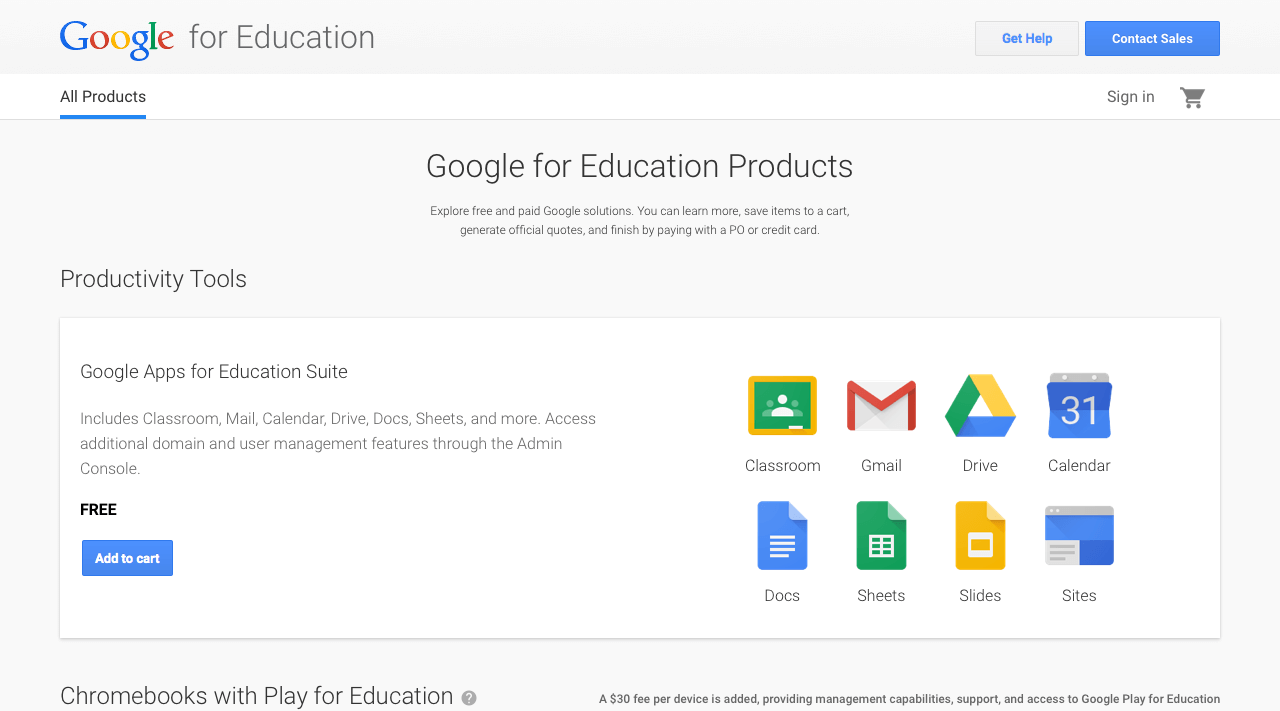 Google for Education
Get Help
Contact Sales
All Products
Sign in
Google for Education Products
Explore free and paid Google solutions. You can learn more, save items to a cart,
generate official quotes, and finish by paying with a PO or credit card.
Productivity Tools
Google Apps for Education Suite
Includes Classroom, Mail, Calendar, Drive, Docs, Sheets, and more. Access
additional domain and user management features through the Admin
Console.
FREE
Add to cart
31
Classroom Gmail Drive Calendar
Docs Sheets Slides Sites
Chromebooks with Play for Education ?
A $30 fee per device is added, providing management capabilities, support, and access to Google Play for Education